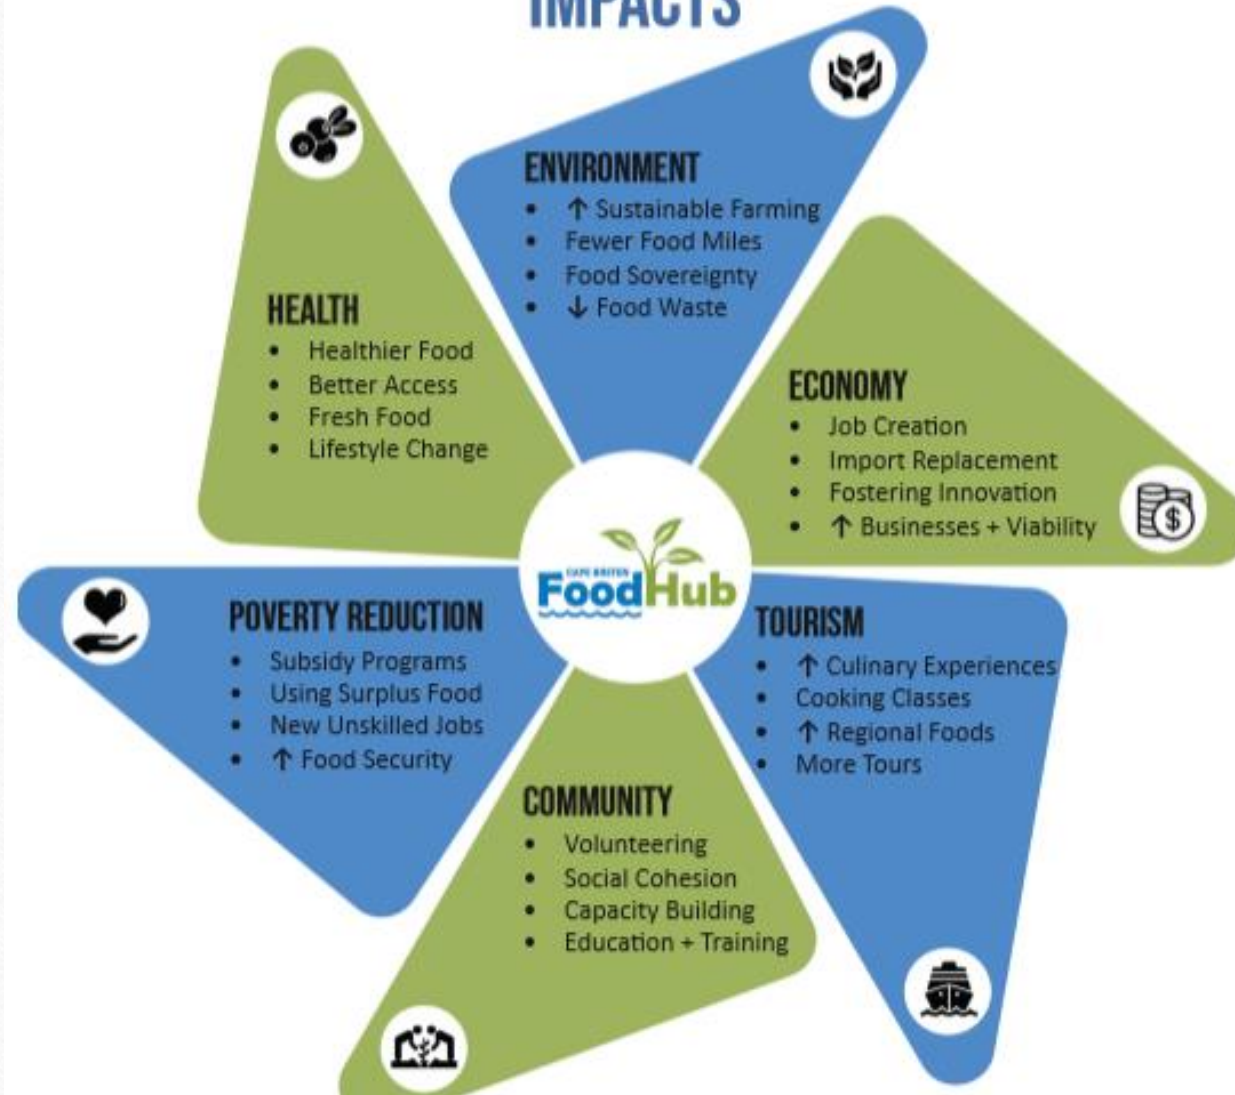 IMPACTS
ENVIRONMENT
• ↑ Sustainable Farming
• Fewer Food Miles
• Food Sovereignty
• ↓ Food Waste
HEALTH
• Healthier Food
• Better Access
• Fresh Food
• Lifestyle Change
ECONOMY
• Job Creation
• Import Replacement
• Fostering Innovation
• ↑ Businesses + Viability
$
CAPE BRETON
FoodHub
POVERTY REDUCTION
• Subsidy Programs
• Using Surplus Food
• New Unskilled Jobs
• ↑ Food Security
TOURISM
• ↑ Culinary Experiences
• Cooking Classes
• ↑ Regional Foods
• More Tours
COMMUNITY
• Volunteering
• Social Cohesion
• Capacity Building
• Education + Training